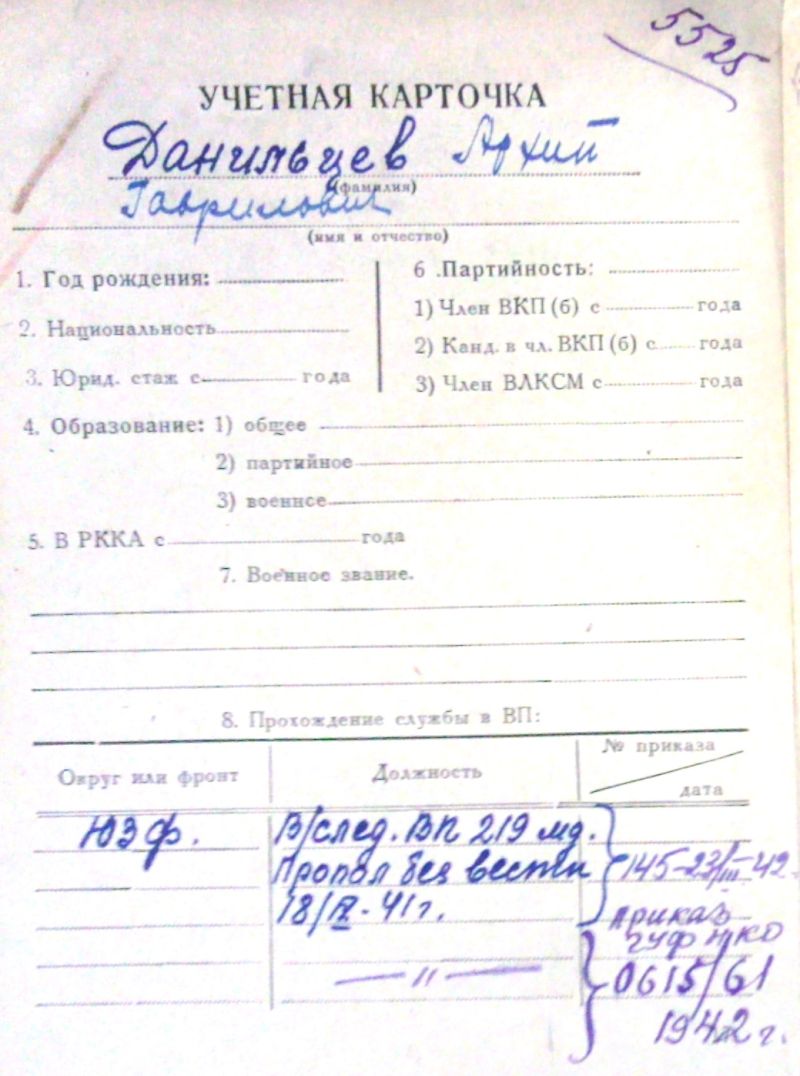 5525
УЧЕТНАЯ КАРТОЧКА
Данильцев Архип
(фамилия)
Гаврилович
(имя и отчество)
1. Год рождения:
2. Национальность
3. Юрид. стаж с года
6. Партийность:
1) Член ВКП(б) с года
2) Канд. в чл. ВКП(б) с года
3) Член ВЛКСМ с года
4. Образование: 1) общее
2) партийное
3) военное
5. В РККА с года
7. Военное звание.
8. Прохождение службы в ВП:
Округ или фронт Должность № приказа / дата
ЮЗФ. В/след. ВП 219 мд.
Пропал без вести 145-23/III-42
18/IX-41 г.
приказ
ГУФ НКО
— " — 0615/61
1942 г.